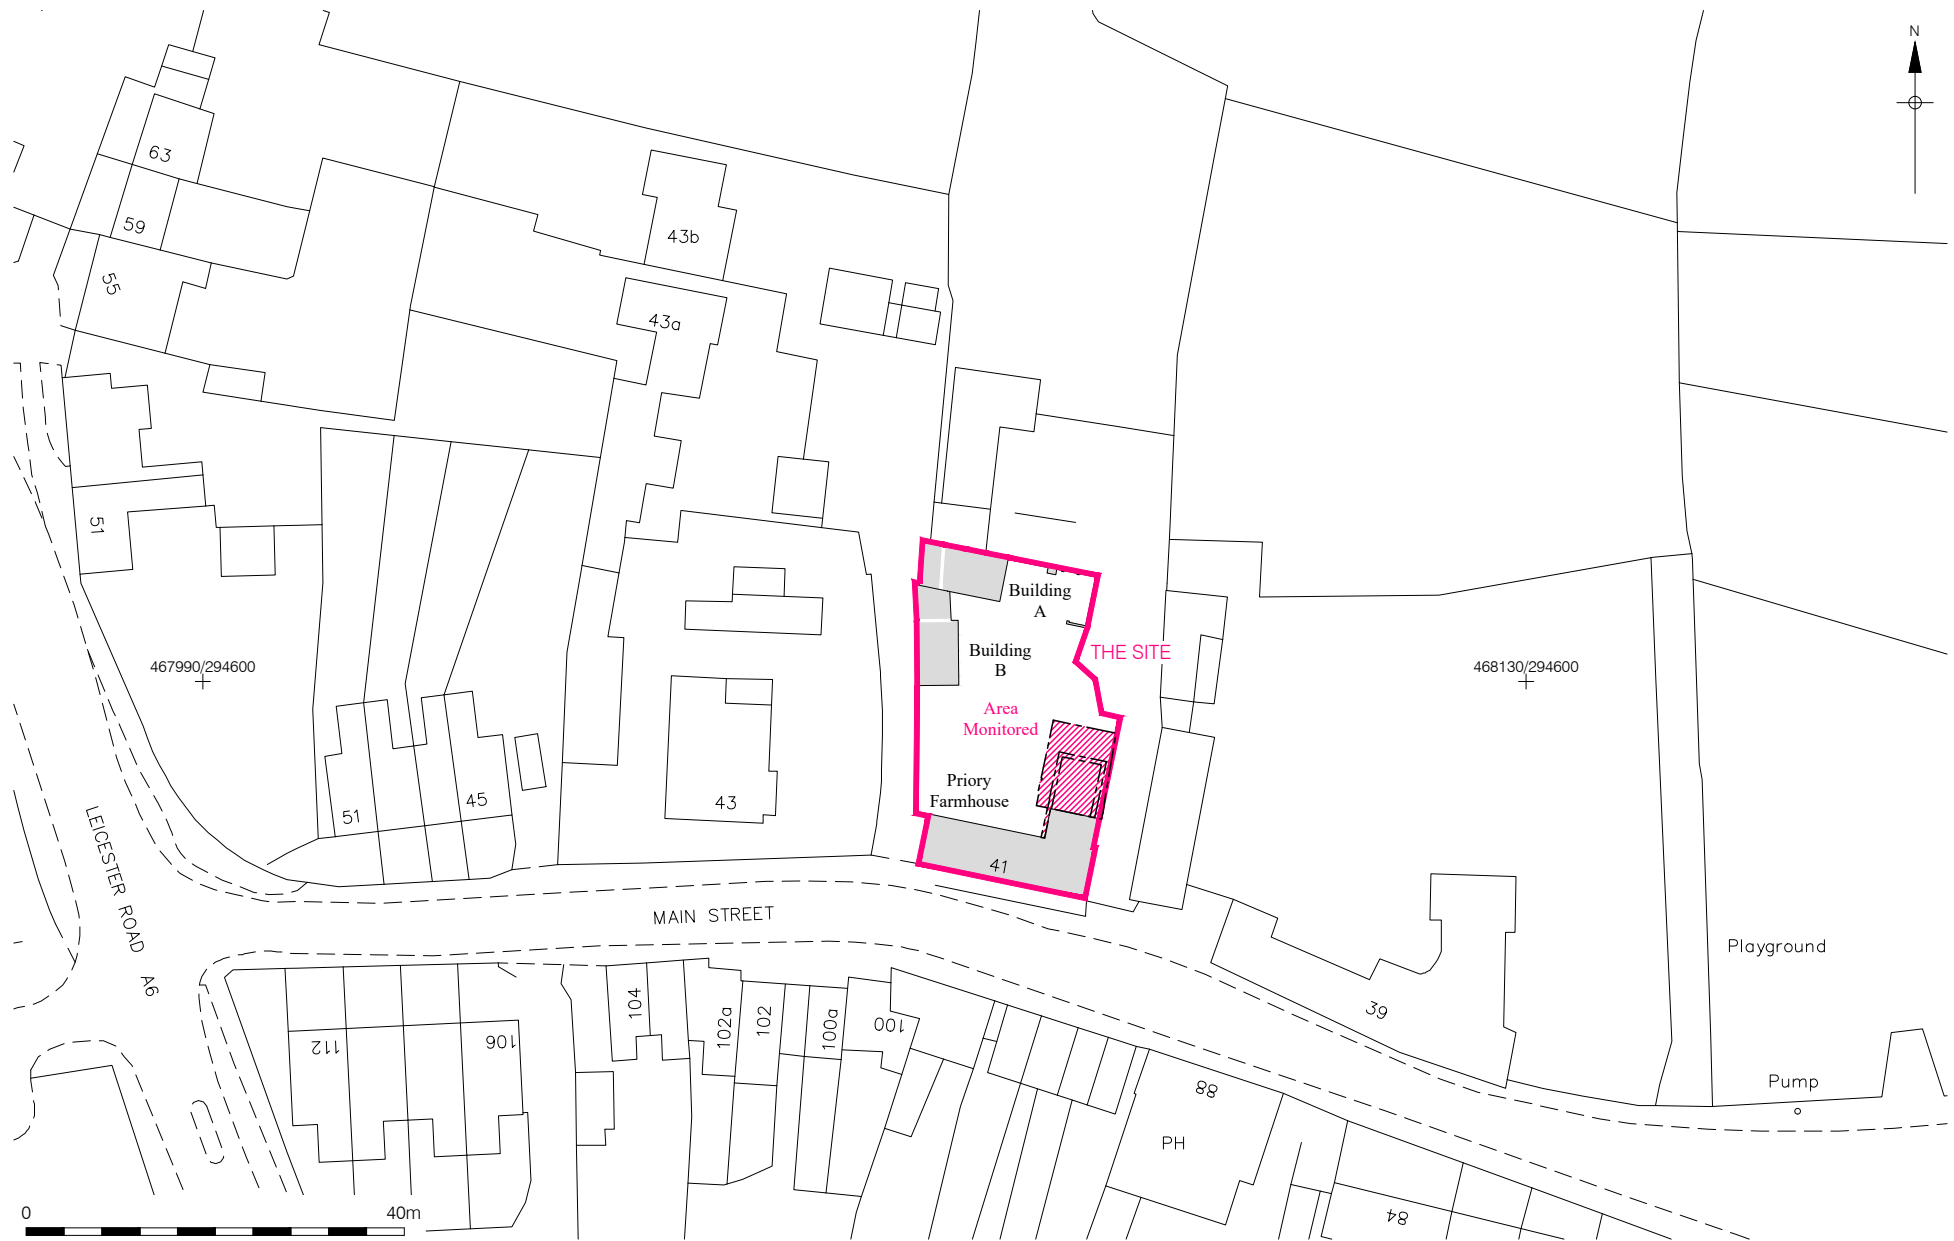 N
63
59
55
43b
43a
51
Building
A
Building
B
THE SITE
467990/294600
468130/294600
Area
Monitored
Priory
Farmhouse
51
45
43
41
LEICESTER ROAD A6
MAIN STREET
Playground
39
104
102a
102
100a
100
112
106
88
PH
Pump
84
0
40m